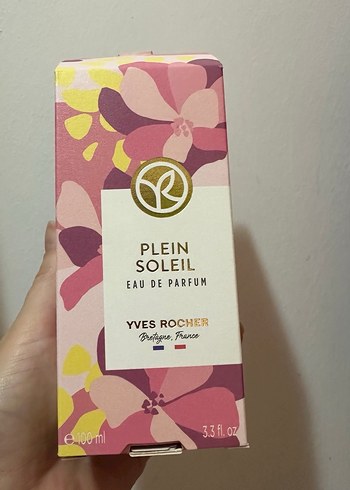 PLEIN
SOLEIL
EAU DE PARFUM
YVES ROCHER
Bretagne, France
℮ 100 ml
3.3 fl. oz